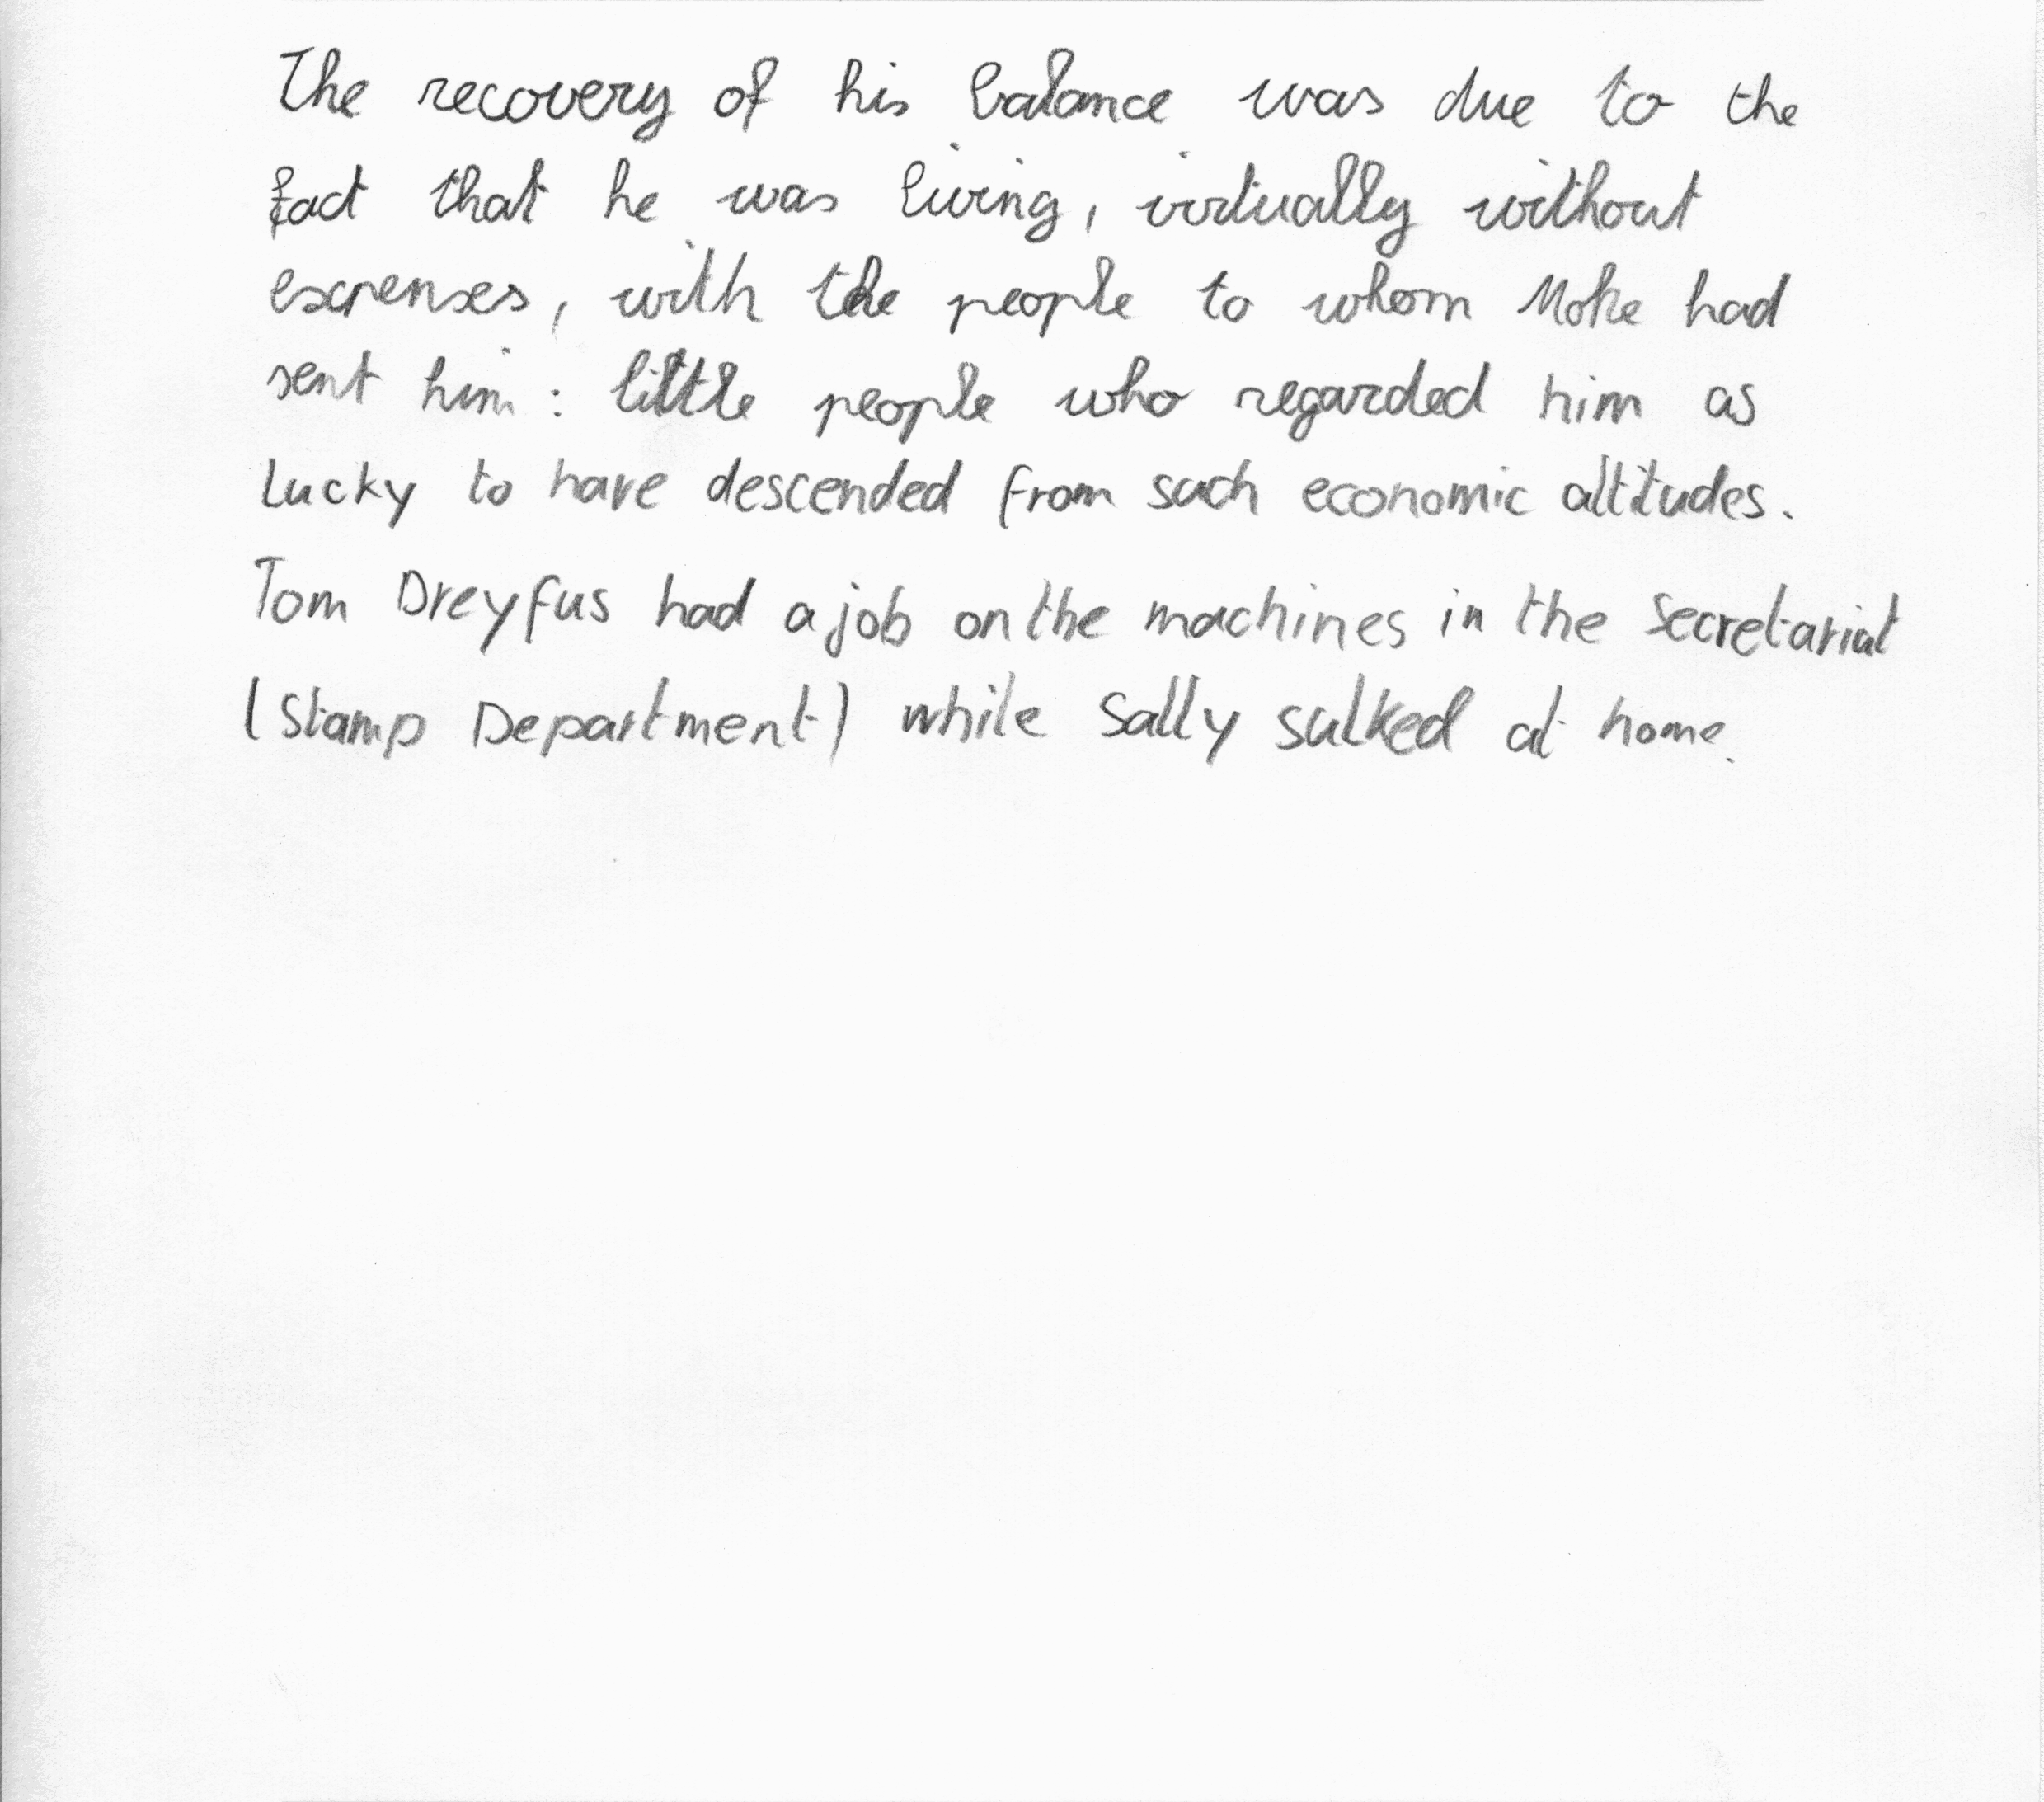 The recovery of his balance was due to the
fact that he was living, virtually without
expenses, with the people to whom Moke had
sent him : little people who regarded him as
lucky to have descended from such economic altitudes.
Tom Dreyfus had a job on the machines in the Secretariat
(Stamp Department) while Sally sulked at home.